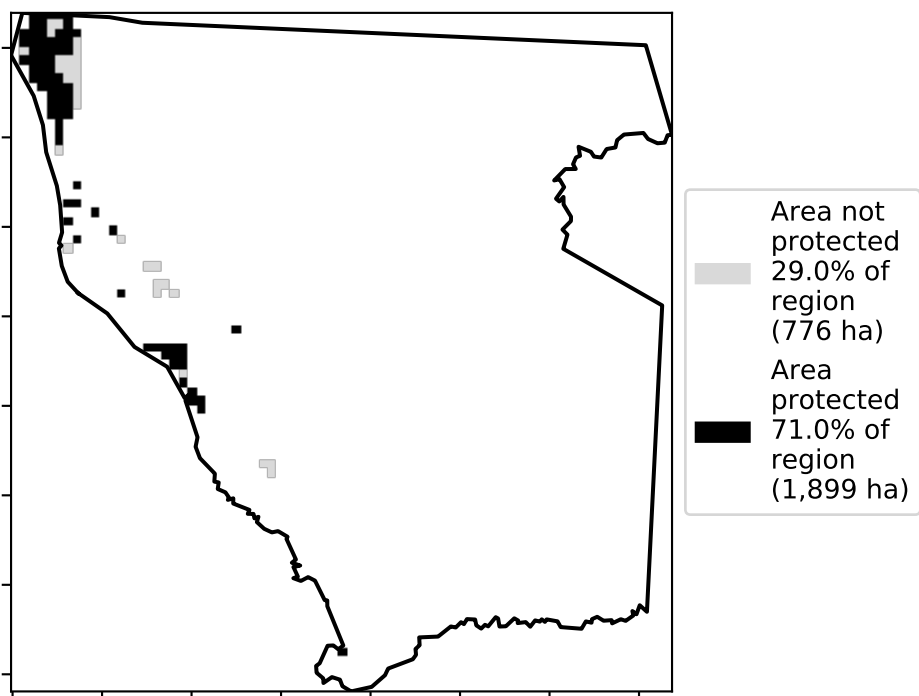 Area not
protected
29.0% of
region
(776 ha)
Area
protected
71.0% of
region
(1,899 ha)